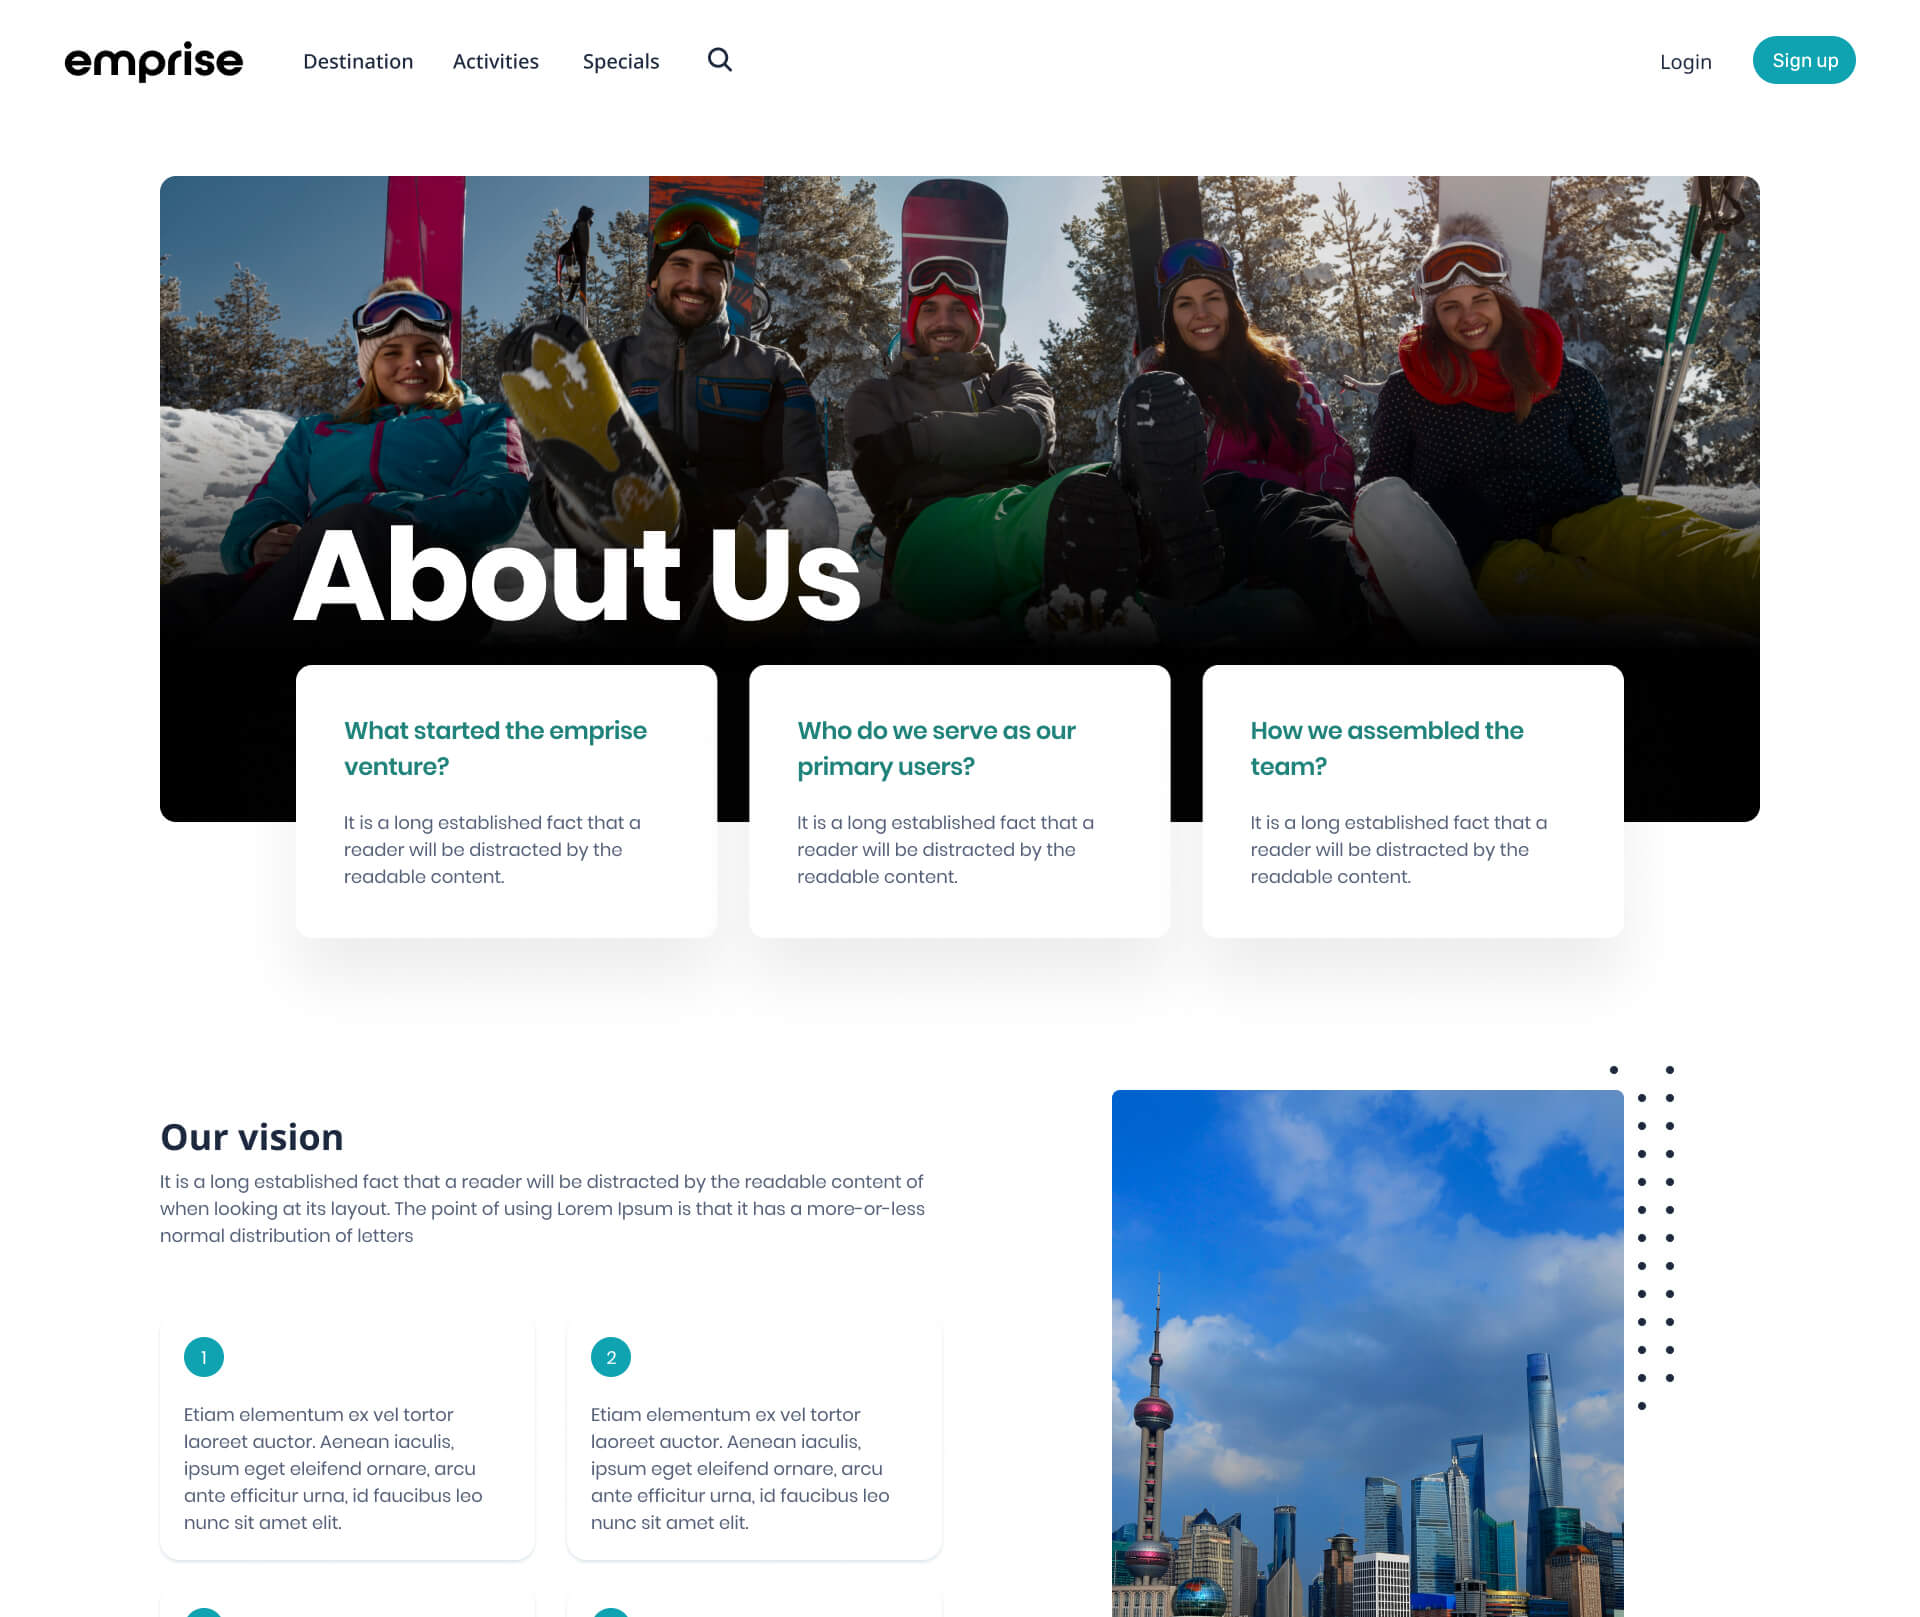 emprise
Destination
Activities
Specials
Login
Sign up
About Us
What started the emprise
venture?
It is a long established fact that a
reader will be distracted by the
readable content.
Who do we serve as our
primary users?
It is a long established fact that a
reader will be distracted by the
readable content.
How we assembled the
team?
It is a long established fact that a
reader will be distracted by the
readable content.
Our vision
It is a long established fact that a reader will be distracted by the readable content of
when looking at its layout. The point of using Lorem Ipsum is that it has a more-or-less
normal distribution of letters
1
Etiam elementum ex vel tortor
laoreet auctor. Aenean iaculis,
ipsum eget eleifend ornare, arcu
ante efficitur urna, id faucibus leo
nunc sit amet elit.
2
Etiam elementum ex vel tortor
laoreet auctor. Aenean iaculis,
ipsum eget eleifend ornare, arcu
ante efficitur urna, id faucibus leo
nunc sit amet elit.